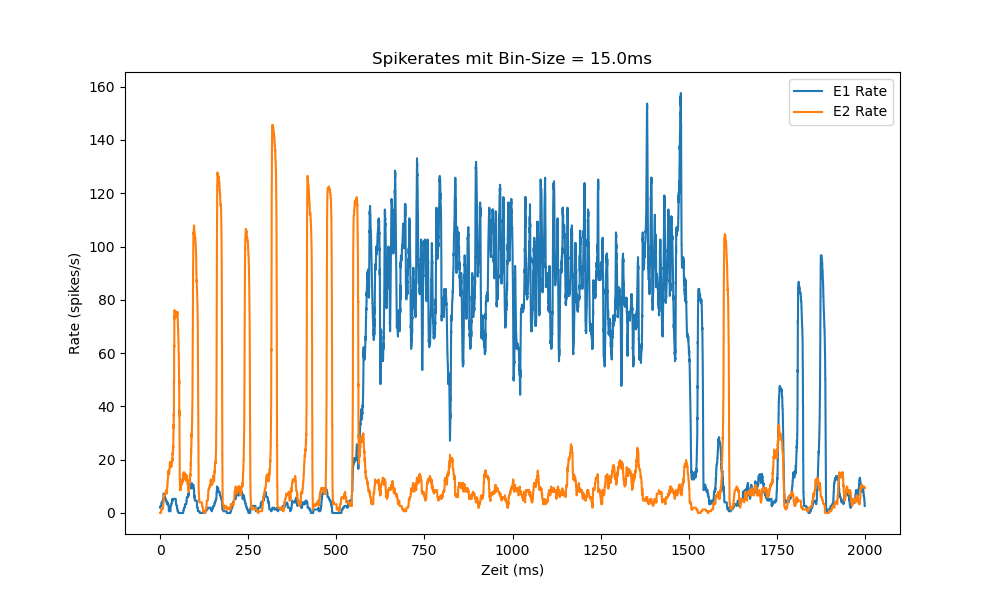 Spikerates mit Bin-Size = 15.0ms
E1 Rate
E2 Rate
160
140
120
100
80
60
40
20
0
Rate (spikes/s)
0 250 500 750 1000 1250 1500 1750 2000
Zeit (ms)